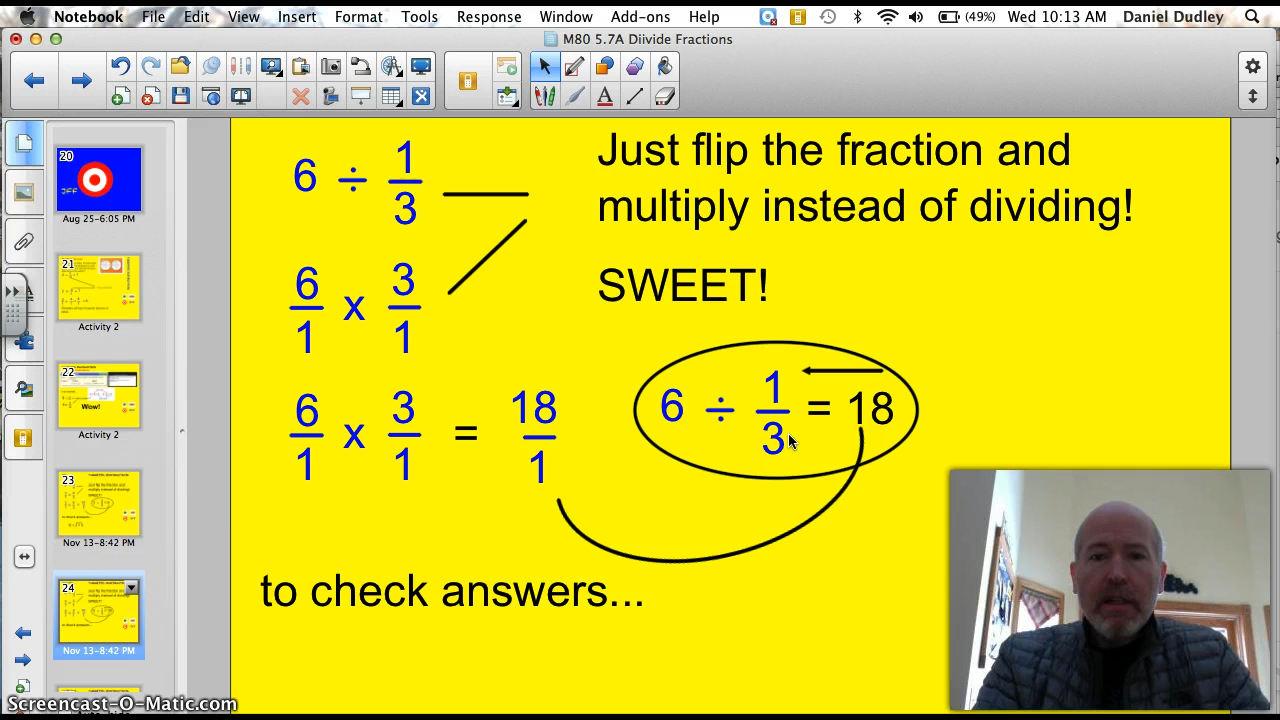 Notebook File Edit View Insert Format Tools Response Window Add-ons Help (49%) Wed 10:13 AM Daniel Dudley
M80 5.7A Diivide Fractions
20
Aug 25-6:05 PM
21
Activity 2
22
Wow!
Activity 2
23
Nov 13-8:42 PM
24
Nov 13-8:42 PM
6 ÷ 1/3
Just flip the fraction and
multiply instead of dividing!
SWEET!
6/1 x 3/1
6/1 x 3/1 = 18/1
6 ÷ 1/3 = 18
to check answers...
Screencast-O-Matic.com